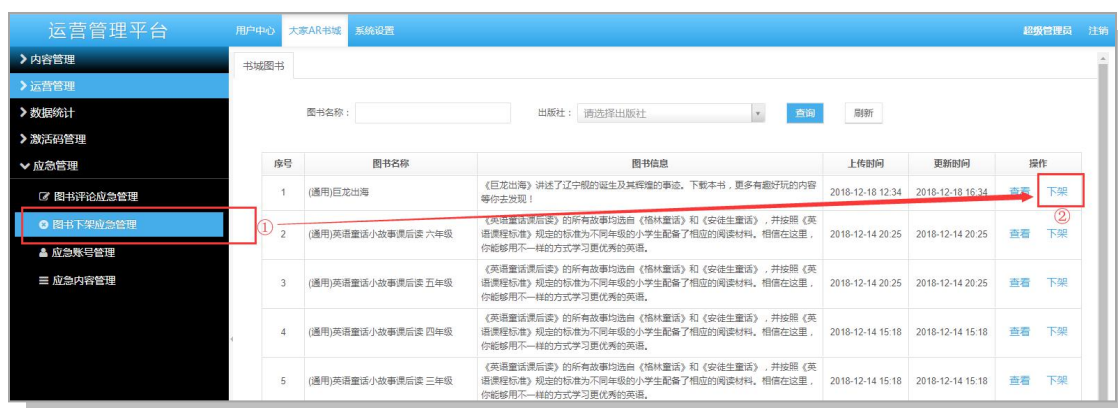 运营管理平台
用户中心 大家AR书城 系统设置
超级管理员 注销
内容管理
运营管理
数据统计
激活码管理
应急管理
图书评论应急管理
图书下架应急管理
应急账号管理
应急内容管理
书城图书
图书名称： 出版社： 请选择出版社 查询 刷新
序号 图书名称 图书信息 上传时间 更新时间 操作
1 (通用)巨龙出海 《巨龙出海》讲述了辽宁舰的诞生及其辉煌的事迹。下载本书，更多有趣好玩的内容 2018-12-18 12:34 2018-12-18 16:34 查看 下架
等你去发现！
① ②
《英语童话课后读》的所有故事均选自《格林童话》和《安徒生童话》，并按照《英
2 (通用)英语童话小故事课后读 六年级 语课程标准》规定的标准为不同年级的小学生配备了相应的阅读材料。相信在这里， 2018-12-14 20:25 2018-12-14 20:25 查看 下架
你能够用不一样的方式学习更优秀的英语。
《英语童话课后读》的所有故事均选自《格林童话》和《安徒生童话》，并按照《英
3 (通用)英语童话小故事课后读 五年级 语课程标准》规定的标准为不同年级的小学生配备了相应的阅读材料。相信在这里， 2018-12-14 20:25 2018-12-14 20:25 查看 下架
你能够用不一样的方式学习更优秀的英语。
《英语童话课后读》的所有故事均选自《格林童话》和《安徒生童话》，并按照《英
4 (通用)英语童话小故事课后读 四年级 语课程标准》规定的标准为不同年级的小学生配备了相应的阅读材料。相信在这里， 2018-12-14 15:18 2018-12-14 15:18 查看 下架
你能够用不一样的方式学习更优秀的英语。
《英语童话课后读》的所有故事均选自《格林童话》和《安徒生童话》，并按照《英
5 (通用)英语童话小故事课后读 三年级 语课程标准》规定的标准为不同年级的小学生配备了相应的阅读材料。相信在这里， 2018-12-14 15:18 2018-12-14 15:18 查看 下架
你能够用不一样的方式学习更优秀的英语。